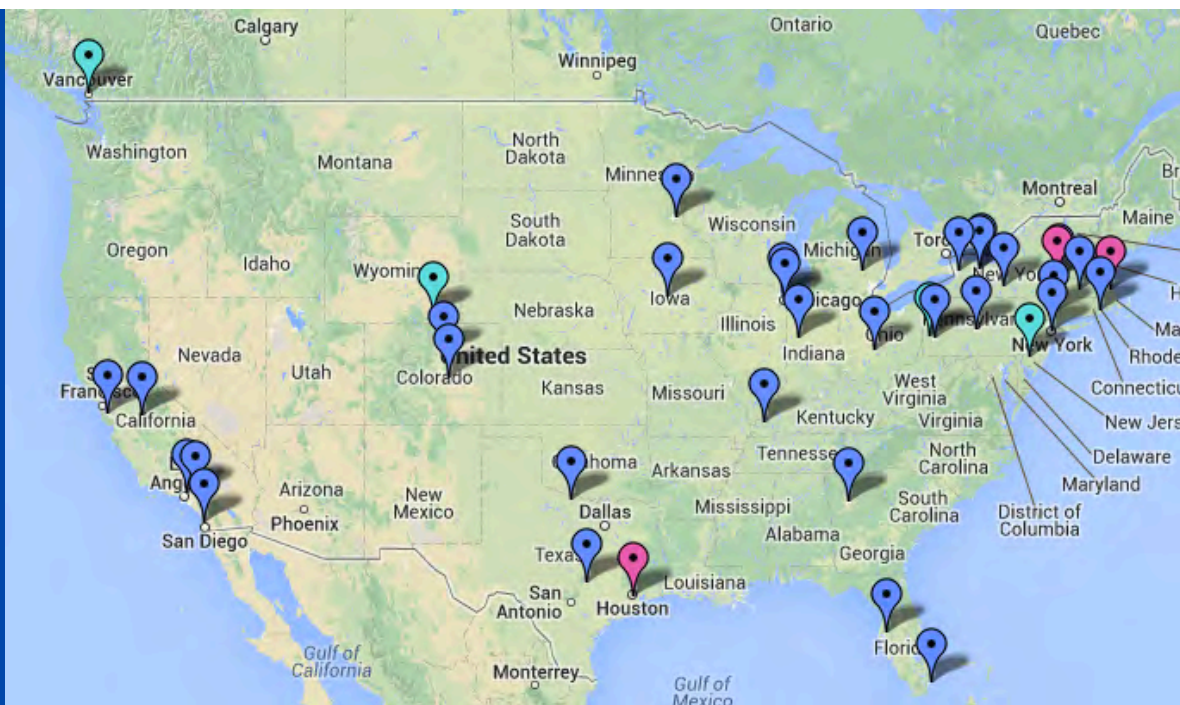 Calgary
Ontario
Quebec
Winnipeg
Vancouver
Washington
Montana
North
Dakota
Montreal
Maine
Wisconsin
South
Dakota
Oregon
Idaho
Nebraska
Iowa
Illinois
Indiana
Chicago
New York
Rhode
Connecticu
New Jers
Delaware
Maryland
District of
Columbia
Nevada
Utah
Colorado
United States
Kansas
Missouri
West
Virginia
Virginia
Kentucky
California
Arizona
Phoenix
New
Mexico
Arkansas
North
Carolina
South
Carolina
Mississippi
Alabama
Georgia
Dallas
San Diego
San
Antonio
Houston
Louisiana
Gulf of
California
Monterrey
Gulf of
Mexico